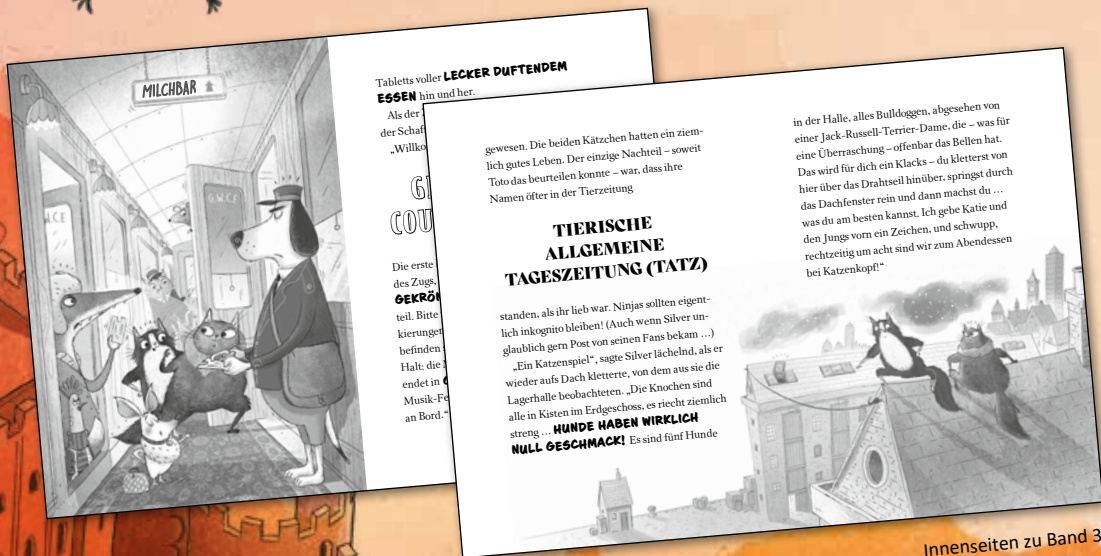 MILCHBAR
G.W.C.E
G.W.C.E
Tabletts voller LECKER DUFTENDEM
ESSEN hin und her.
Als der
der Schaf
„Willko
COU
Die erste
des Zugs,
GEKRÖN
teil. Bitte
kierungen
befinden
Halt: die
endet in
Musik-Fe
an Bord.“
gewesen. Die beiden Kätzchen hatten ein ziem-
lich gutes Leben. Der einzige Nachteil – soweit
Toto das beurteilen konnte – war, dass ihre
Namen öfter in der Tierzeitung
TIERISCHE
ALLGEMEINE
TAGESZEITUNG (TATZ)
standen, als ihr lieb war. Ninjas sollten eigent-
lich inkognito bleiben! (Auch wenn Silver un-
glaublich gern Post von seinen Fans bekam …)
„Ein Katzenspiel“, sagte Silver lächelnd, als er
wieder aufs Dach kletterte, von dem aus sie die
Lagerhalle beobachteten. „Die Knochen sind
alle in Kisten im Erdgeschoss, es riecht ziemlich
streng … HUNDE HABEN WIRKLICH
NULL GESCHMACK! Es sind fünf Hunde
in der Halle, alles Bulldoggen, abgesehen von
einer Jack-Russell-Terrier-Dame, die – was für
eine Überraschung – offenbar das Bellen hat.
Das wird für dich ein Klacks – du kletterst von
hier über das Drahtseil hinüber, springst durch
das Dachfenster rein und dann machst du …
was du am besten kannst. Ich gebe Katie und
den Jungs vorn ein Zeichen, und schwupp,
rechtzeitig um acht sind wir zum Abendessen
bei Katzenkopf!“
Innenseiten zu Band 3